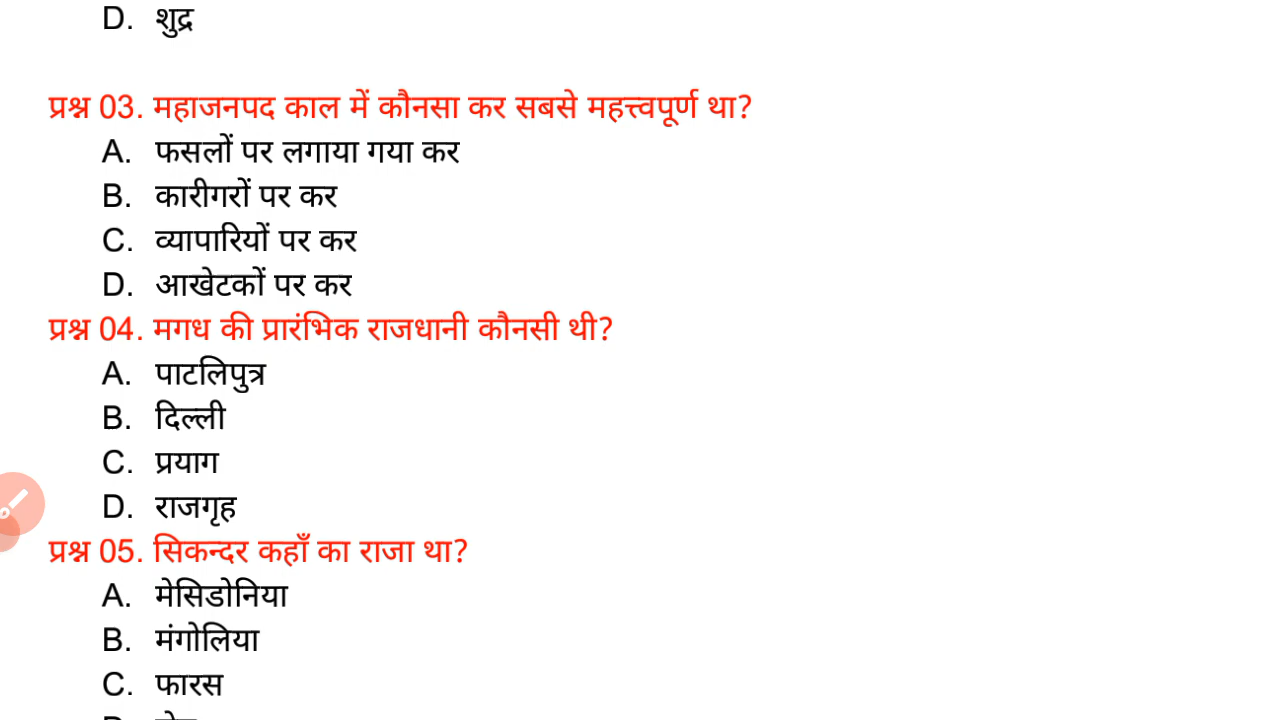 D. शुद्र
प्रश्न 03. महाजनपद काल में कौनसा कर सबसे महत्त्वपूर्ण था?
A. फसलों पर लगाया गया कर
B. कारीगरों पर कर
C. व्यापारियों पर कर
D. आखेटकों पर कर
प्रश्न 04. मगध की प्रारंभिक राजधानी कौनसी थी?
A. पाटलिपुत्र
B. दिल्ली
C. प्रयाग
D. राजगृह
प्रश्न 05. सिकन्दर कहाँ का राजा था?
A. मेसिडोनिया
B. मंगोलिया
C. फारस